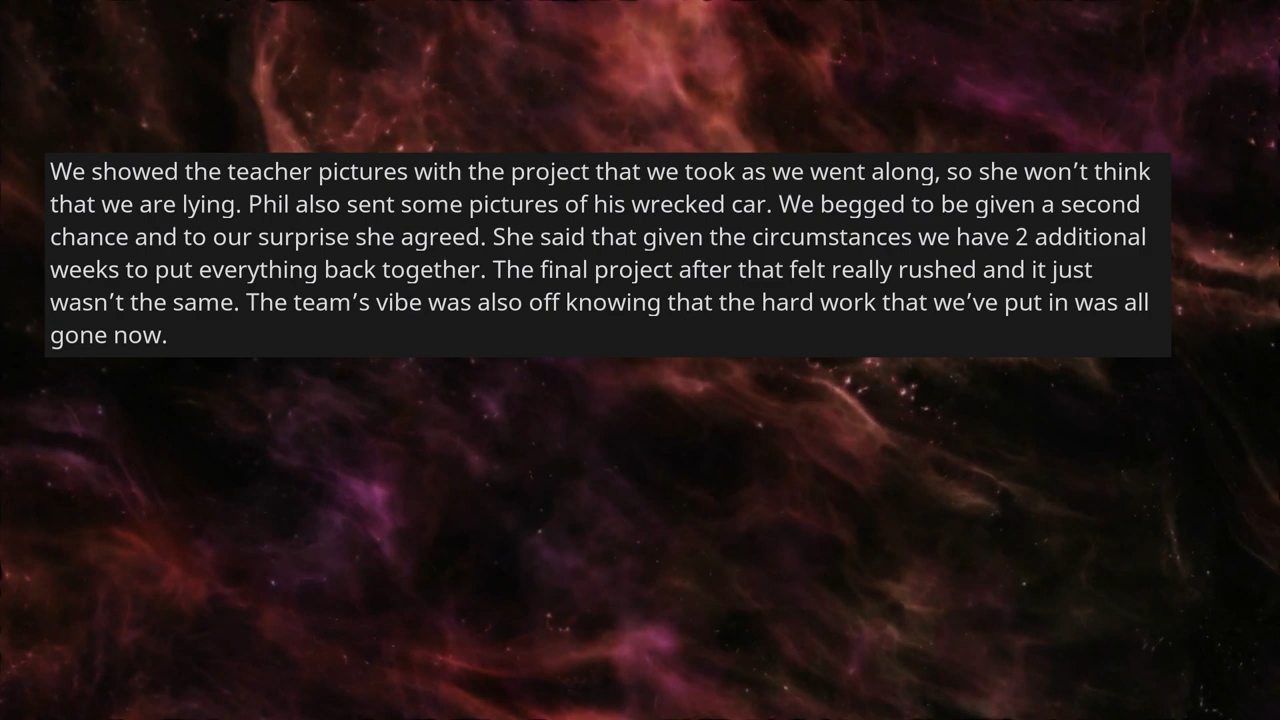 We showed the teacher pictures with the project that we took as we went along, so she won’t think
that we are lying. Phil also sent some pictures of his wrecked car. We begged to be given a second
chance and to our surprise she agreed. She said that given the circumstances we have 2 additional
weeks to put everything back together. The final project after that felt really rushed and it just
wasn’t the same. The team’s vibe was also off knowing that the hard work that we’ve put in was all
gone now.